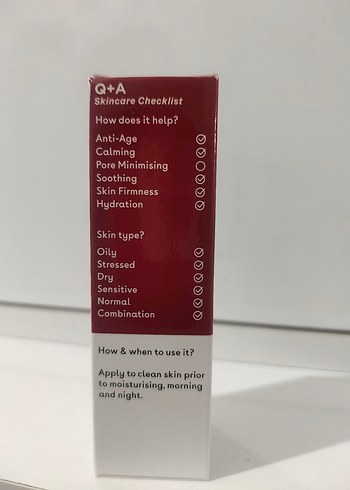 Q+A
Skincare Checklist
How does it help?
Anti-Age
Calming
Pore Minimising
Soothing
Skin Firmness
Hydration
Skin type?
Oily
Stressed
Dry
Sensitive
Normal
Combination
How & when to use it?
Apply to clean skin prior
to moisturising, morning
and night.